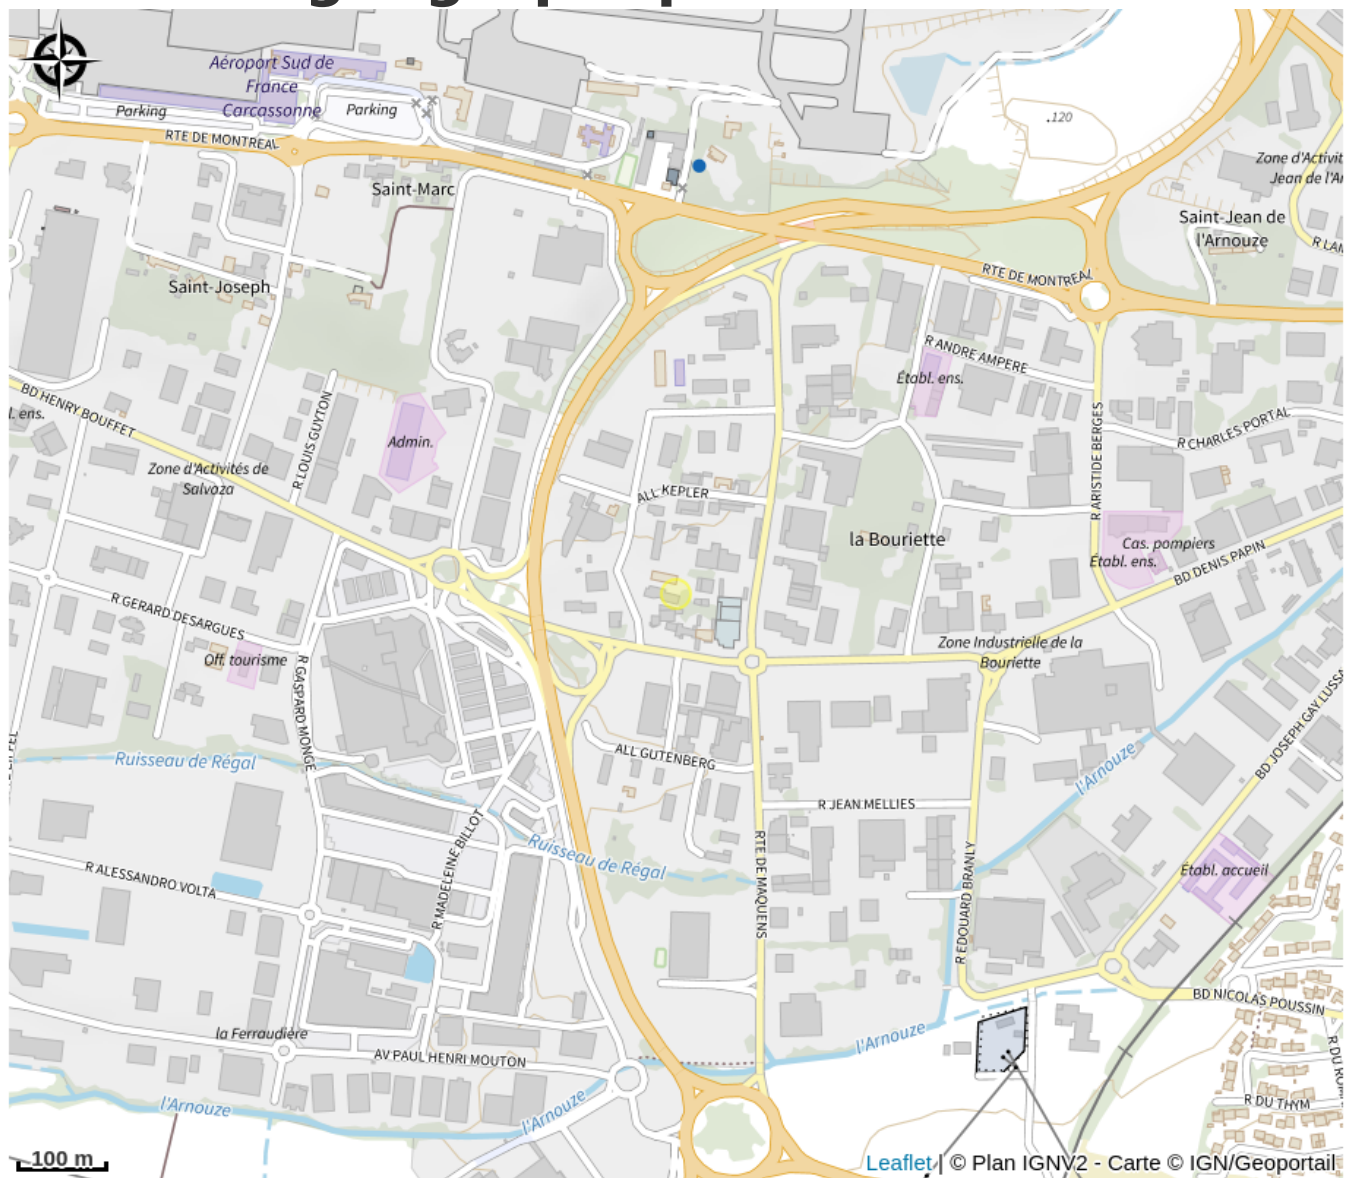 Aéroport Sud de
France
Carcassonne
Parking
Parking
RTE DE MONTREAL
.120
Zone d'Activit
Jean de l'Ar
Saint-Marc
Saint-Jean de
l'Arnouze
R LAM
Saint-Joseph
RTE DE MONTREAL
R ANDRE AMPERE
Établ. ens.
BD HENRY BOUFFET
l. ens.
R LOUIS GUYTON
Admin.
R ARISTIDE BERGES
R CHARLES PORTAL
Zone d'Activités de
Salvaza
ALL KEPLER
la Bouriette
Cas. pompiers
Établ. ens.
BD DENIS PAPIN
R GERARD DESARGUES
Off. tourisme
R GASPARD MONGE
Zone Industrielle de la
Bouriette
Ruisseau de Régal
ALL GUTENBERG
l'Arnouze
BD JOSEPH GAY LUSSA
R JEAN MELLIES
R MADELEINE BILLOT
Ruisseau de Régal
RTE DE MAQUENS
R EDOUARD BRANLY
Établ. accueil
R ALESSANDRO VOLTA
la Ferraudière
AV PAUL HENRI MOUTON
l'Arnouze
BD NICOLAS POUSSIN
l'Arnouze
l'Arnouze
R DU THYM
100 m
Leaflet | © Plan IGNV2 - Carte © IGN/Geoportail